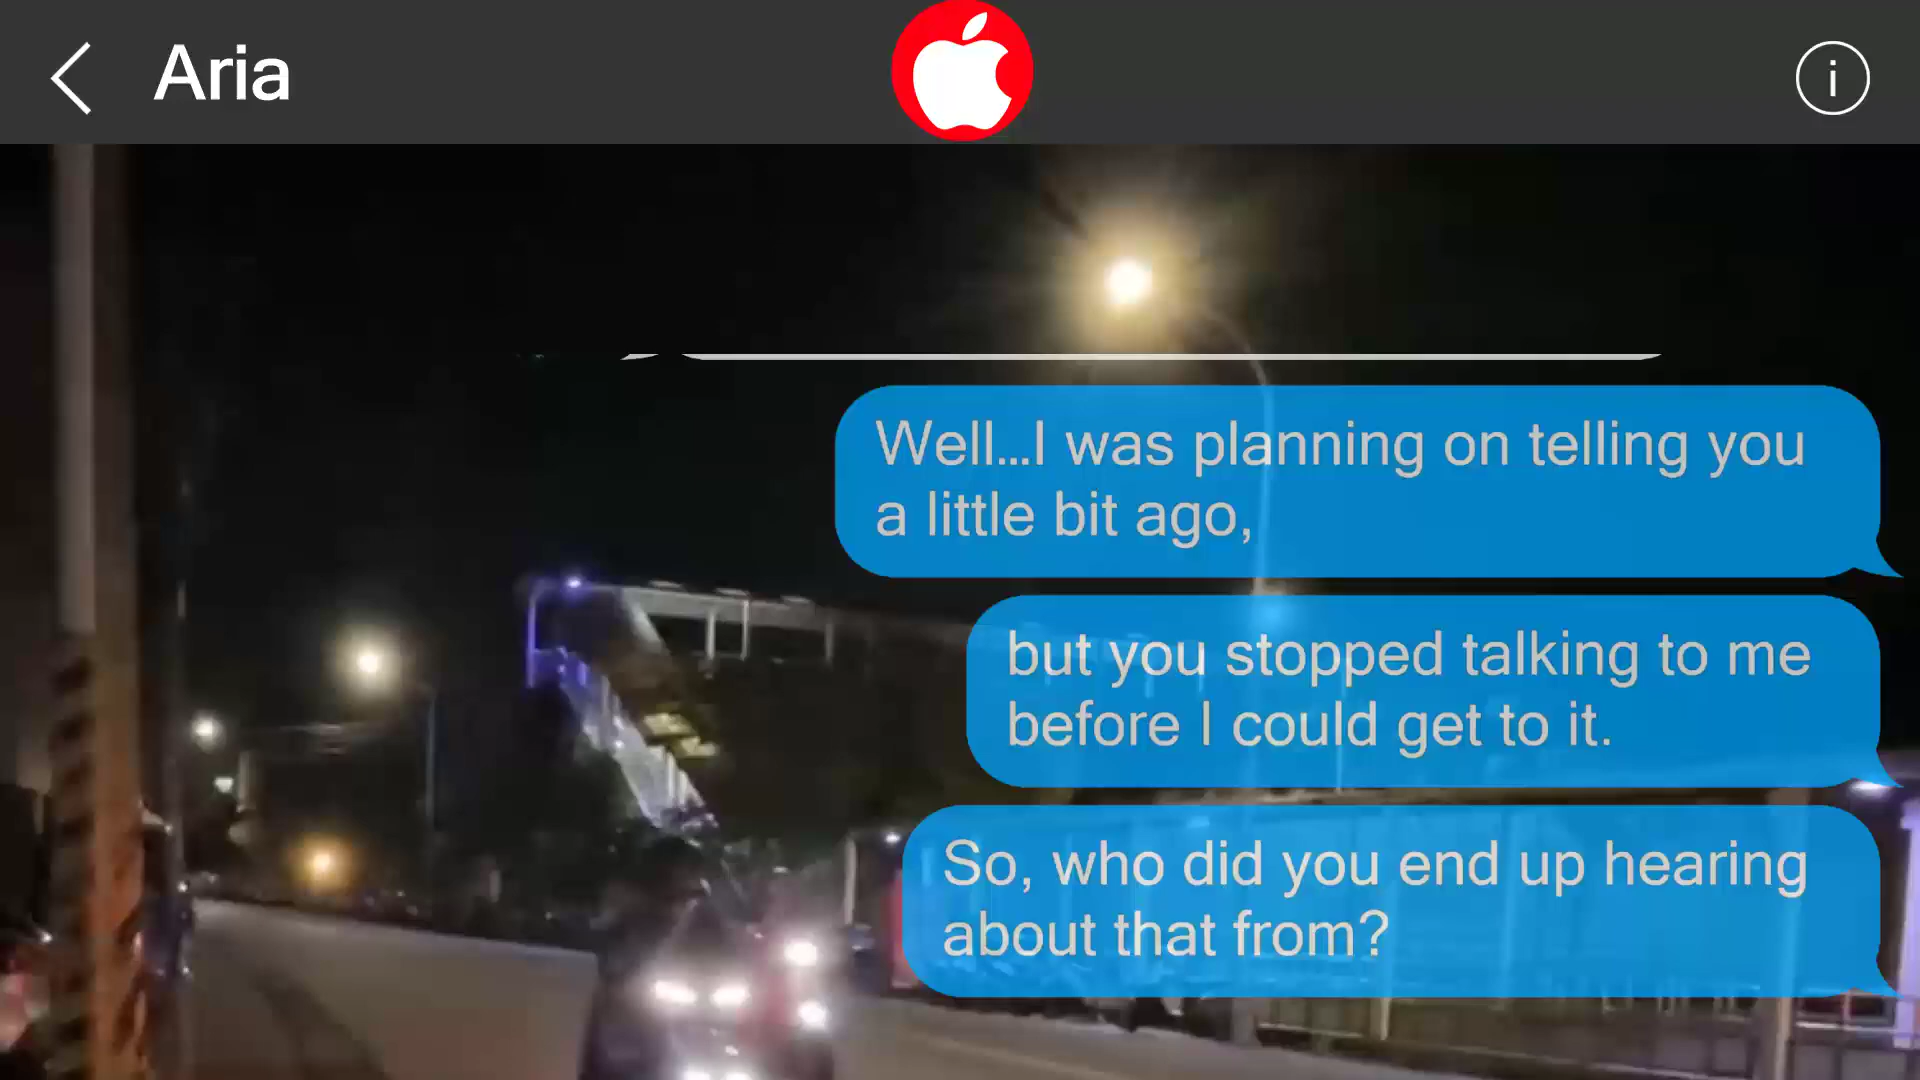 Aria
i
Well...I was planning on telling you
a little bit ago,
but you stopped talking to me
before I could get to it.
So, who did you end up hearing
about that from?